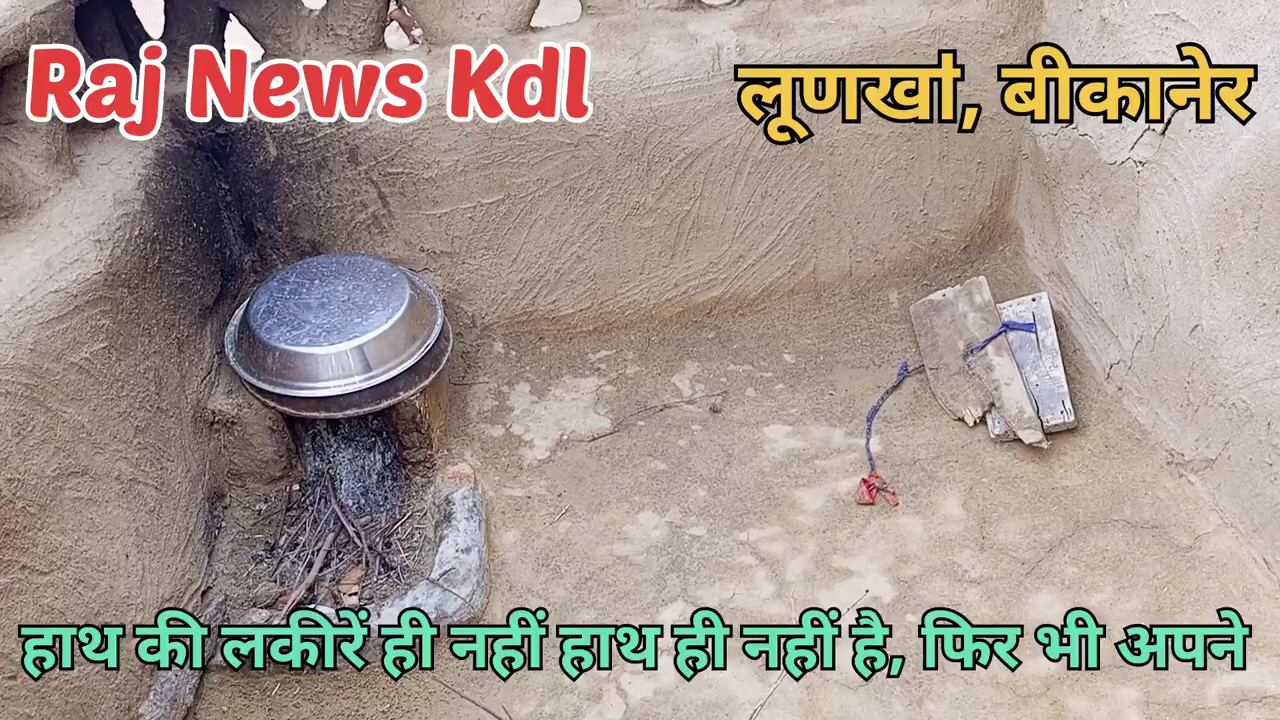 Raj News Kdl
लूणखां, बीकानेर
हाथ की लकीरें ही नहीं हाथ ही नहीं है, फिर भी अपने